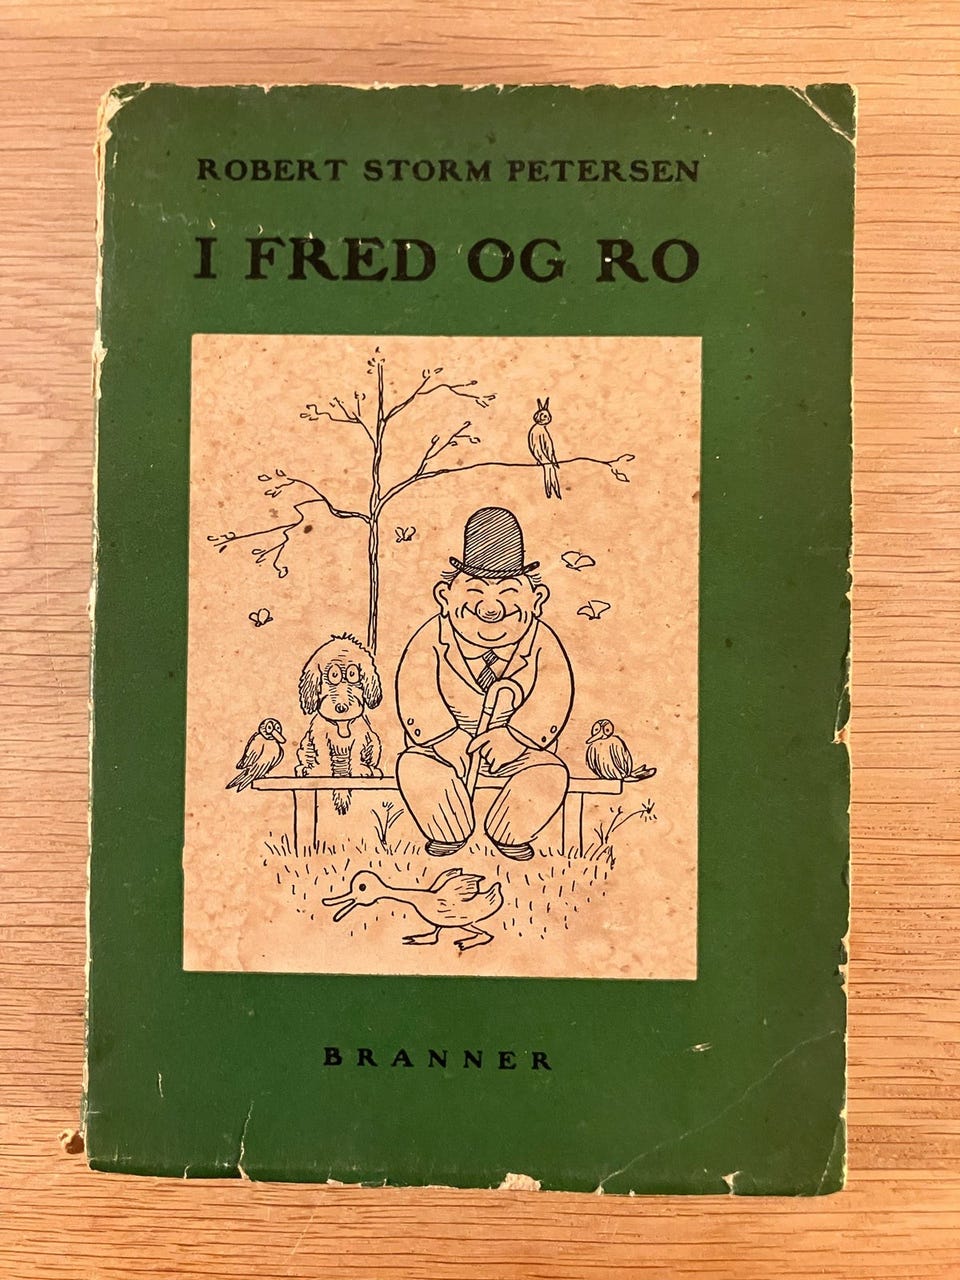 ROBERT STORM PETERSEN
I FRED OG RO
BRANNER